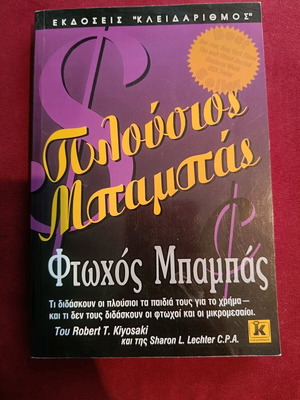 ΕΚΔΟΣΕΙΣ "ΚΛΕΙΔΑΡΙΘΜΟΣ"
Πλούσιος
Μπαμπάς
Φτωχός Μπαμπάς
Τι διδάσκουν οι πλούσιοι τα παιδιά τους για το χρήμα –
και τι δεν τους διδάσκουν οι φτωχοί και οι μικρομεσαίοι.
Του Robert T. Kiyosaki
και της Sharon L. Lechter C.P.A.